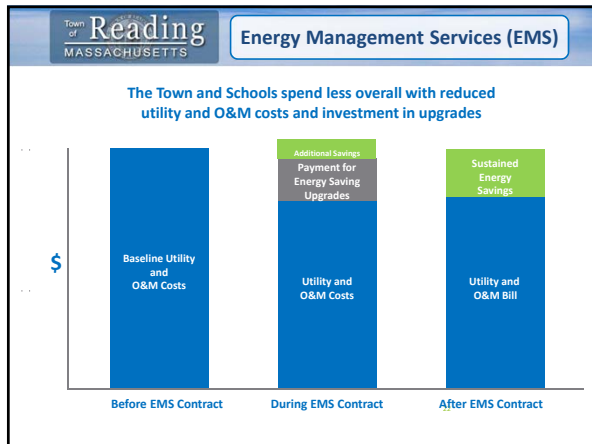 Town of Reading
MASSACHUSETTS
Energy Management Services (EMS)
The Town and Schools spend less overall with reduced
utility and O&M costs and investment in upgrades
$
Baseline Utility
and
O&M Costs
Additional Savings
Payment for
Energy Saving
Upgrades
Utility and
O&M Costs
Sustained
Energy
Savings
Utility and
O&M Bill
Before EMS Contract
During EMS Contract
After EMS Contract